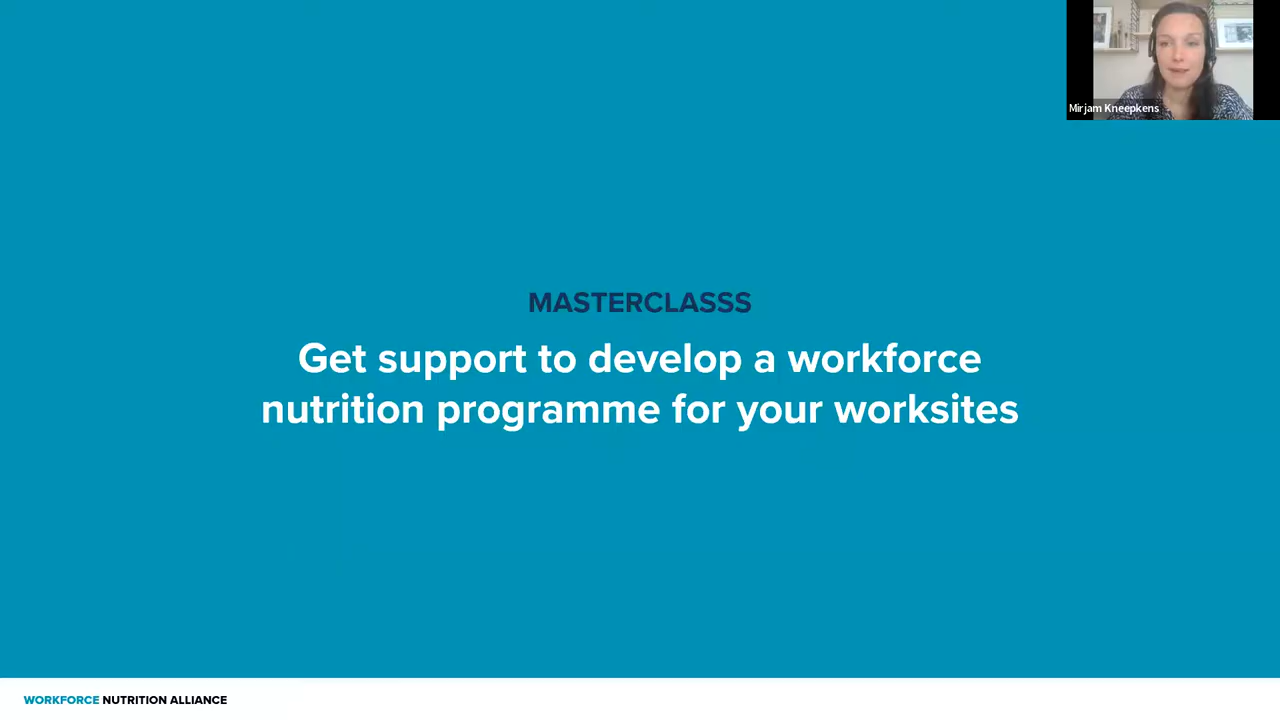 Mirjam Kneepkens
MASTERCLASSS
Get support to develop a workforce
nutrition programme for your worksites
WORKFORCE NUTRITION ALLIANCE